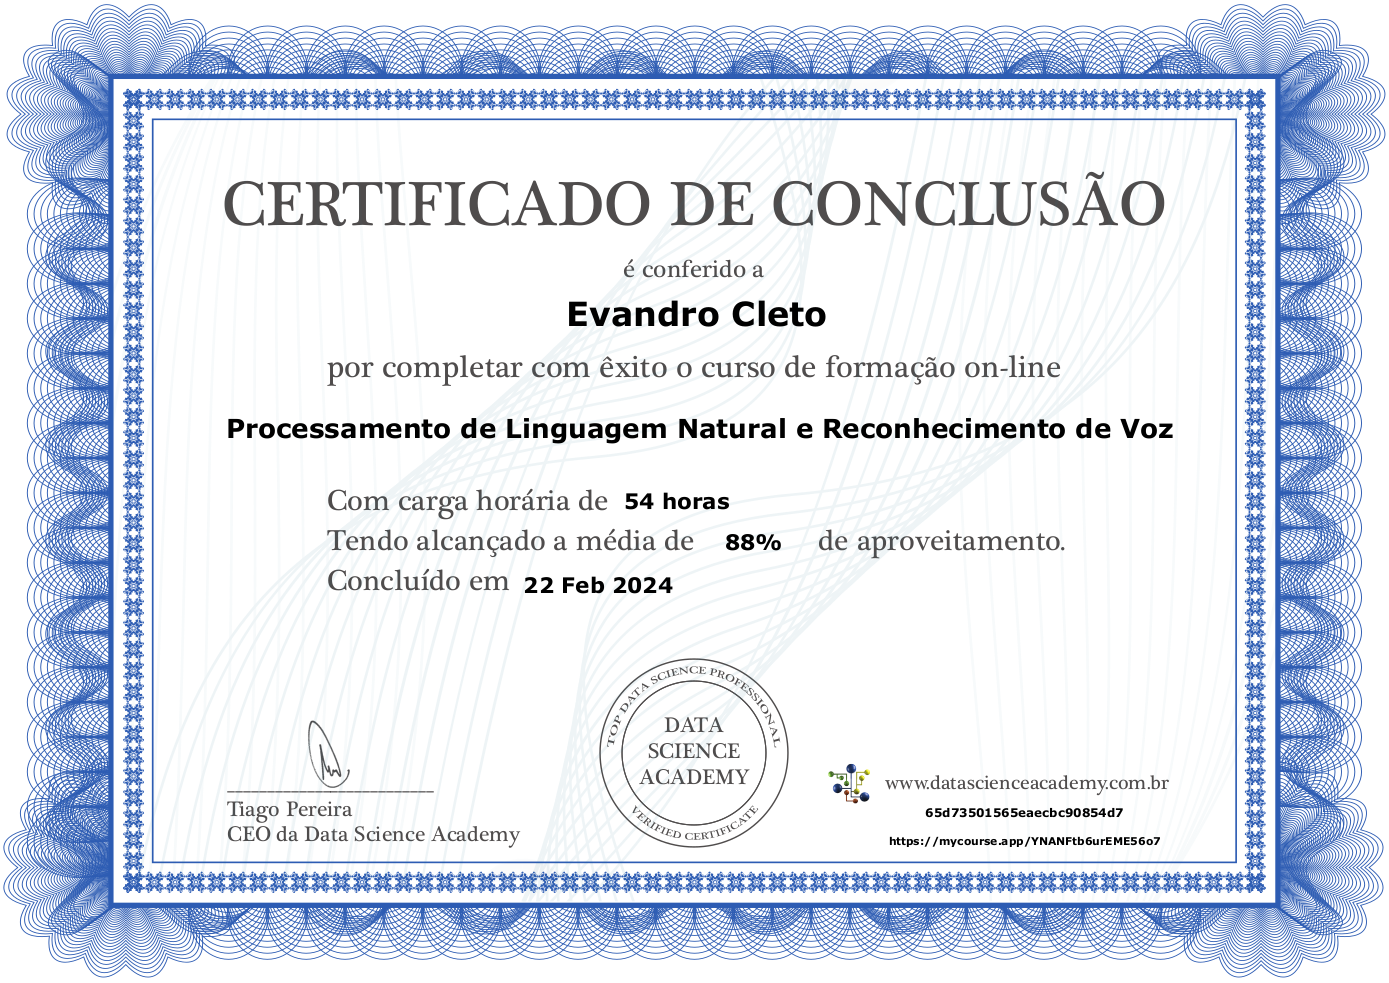 CERTIFICADO DE CONCLUSÃO
é conferido a
Evandro Cleto
por completar com êxito o curso de formação on-line
Processamento de Linguagem Natural e Reconhecimento de Voz
Com carga horária de 54 horas
Tendo alcançado a média de 88% de aproveitamento.
Concluído em 22 Feb 2024
TOP DATA SCIENCE PROFESSIONAL
DATA
SCIENCE
ACADEMY
VERIFIED CERTIFICATE
Tiago Pereira
CEO da Data Science Academy
www.datascienceacademy.com.br
65d73501565eaecbc90854d7
https://mycourse.app/YNANFtb6urEME56o7